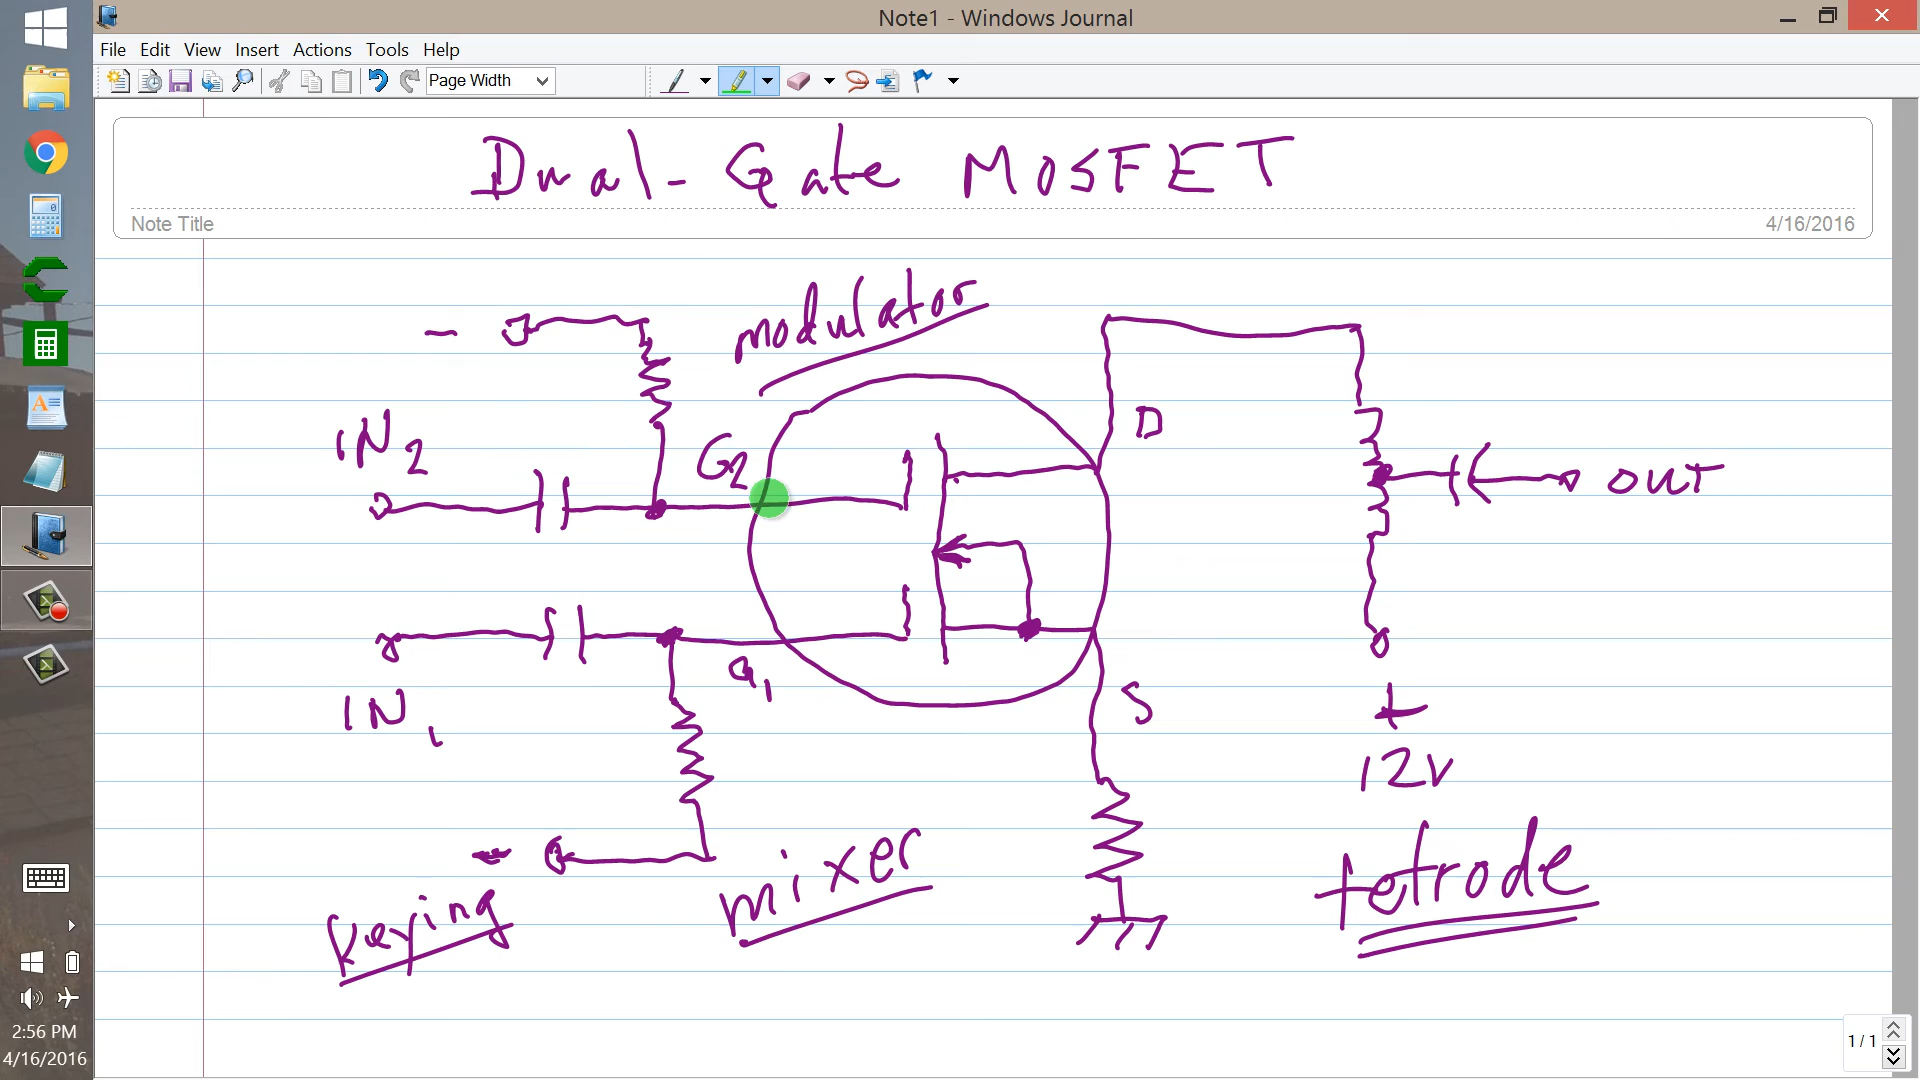 Note1 - Windows Journal
File Edit View Insert Actions Tools Help
Page Width
Dual-Gate MOSFET
Note Title
4/16/2016
modulator
-
D
IN2
G2
OUT
G1
IN1
S
+
12V
-
mixer
tetrode
keying
2:56 PM
4/16/2016
1 / 1